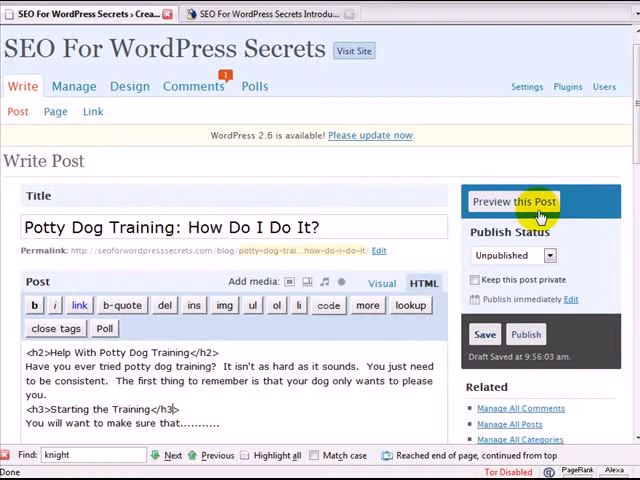 SEO For WordPress Secrets › Crea...
SEO For WordPress Secrets Introdu...
SEO For WordPress Secrets
Visit Site
Write Manage Design Comments 1 Polls
Settings Plugins Users
Post Page Link
WordPress 2.6 is available! Please update now.
Write Post
Title
Preview this Post
Potty Dog Training: How Do I Do It?
Publish Status
Permalink: http://seoforwordpresssecrets.com/blog/potty-dog-trai...how-do-i-do-it/ Edit
Unpublished
Post
Add media:
Visual HTML
Keep this post private
Publish immediately Edit
b i link b-quote del ins img ul ol li code more lookup
close tags Poll
Save Publish
Draft Saved at 9:56:03 am.
<h2>Help With Potty Dog Training</h2>
Have you ever tried potty dog training? It isn't as hard as it sounds. You just need
to be consistent. The first thing to remember is that your dog only wants to please
you.
<h3>Starting the Training</h3>
You will want to make sure that...........
Related
Manage All Comments
Manage All Posts
Manage All Categories
Find: knight Next Previous Highlight all Match case Reached end of page, continued from top
Done
Tor Disabled PageRank Alexa